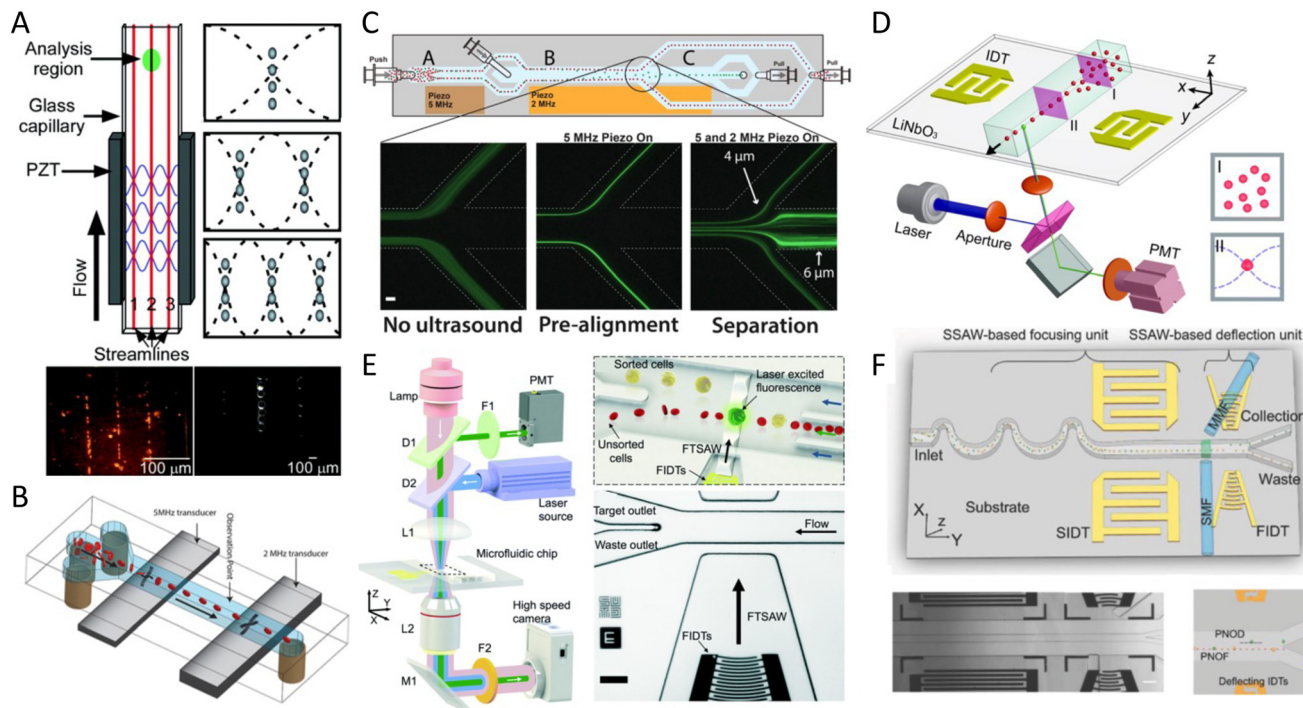 A
Analysis
region
Glass
capillary
PZT
Flow
1 2 3
Streamlines
100 μm
100 μm
B
5MHz transducer
Observation Point
2 MHz transducer
C
Push
A
B
C
Pull
Pull
Piezo
5 MHz
Piezo
2 MHz
5 MHz Piezo On
5 and 2 MHz Piezo On
4 μm
6 μm
No ultrasound
Pre-alignment
Separation
D
IDT
z
x
y
I
II
LiNbO₃
Laser
Aperture
PMT
I
II
E
Lamp
PMT
F1
D1
D2
Laser
source
L1
Microfluidic chip
Z
Y
X
L2
High speed
camera
F2
M1
Sorted cells
Laser excited
fluorescence
Unsorted
cells
FTSAW
FIDTs
Target outlet
Flow
Waste outlet
FTSAW
FIDTs
E
F
SSAW-based focusing unit
SSAW-based deflection unit
MMF
Collection
Inlet
Waste
Substrate
X
Z
Y
SIDT
SMF
FIDT
PNOD
PNOF
Deflecting IDTs